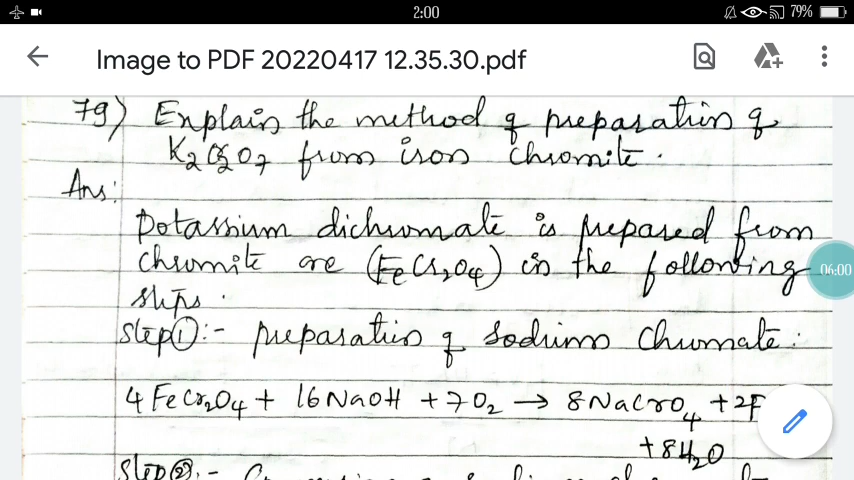 2:00
79%
Image to PDF 20220417 12.35.30.pdf
79) Explain the method of preparation of
K2Cr2O7 from iron chromite.
Ans:
Potassium dichromate is prepared from
chromite ore (FeCr2O4) in the following
steps.
06:00
step①:- preparation of sodium chromate:
4FeCr2O4 + 16NaOH + 7O2 → 8NaCrO4 + 2F
+8H2O
Step②:-